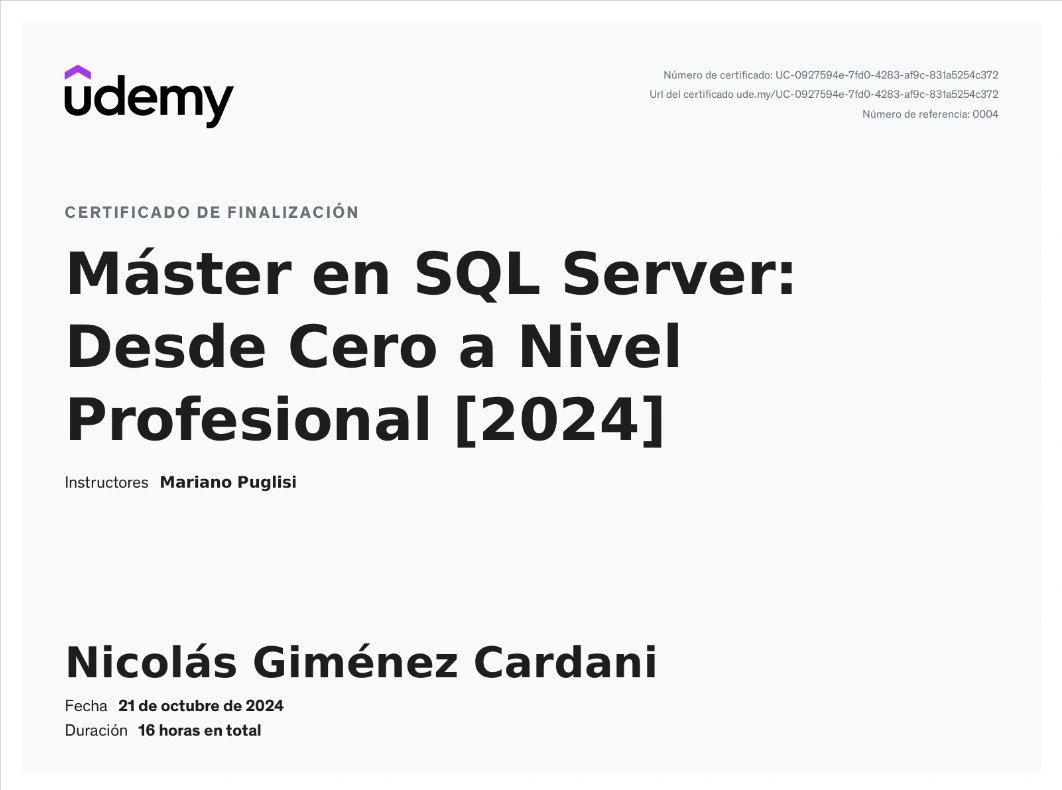 udemy
Número de certificado: UC-0927594e-7fd0-4283-af9c-831a5254c372
Url del certificado ude.my/UC-0927594e-7fd0-4283-af9c-831a5254c372
Número de referencia: 0004
CERTIFICADO DE FINALIZACIÓN
Máster en SQL Server:
Desde Cero a Nivel
Profesional [2024]
Instructores Mariano Puglisi
Nicolás Giménez Cardani
Fecha 21 de octubre de 2024
Duración 16 horas en total